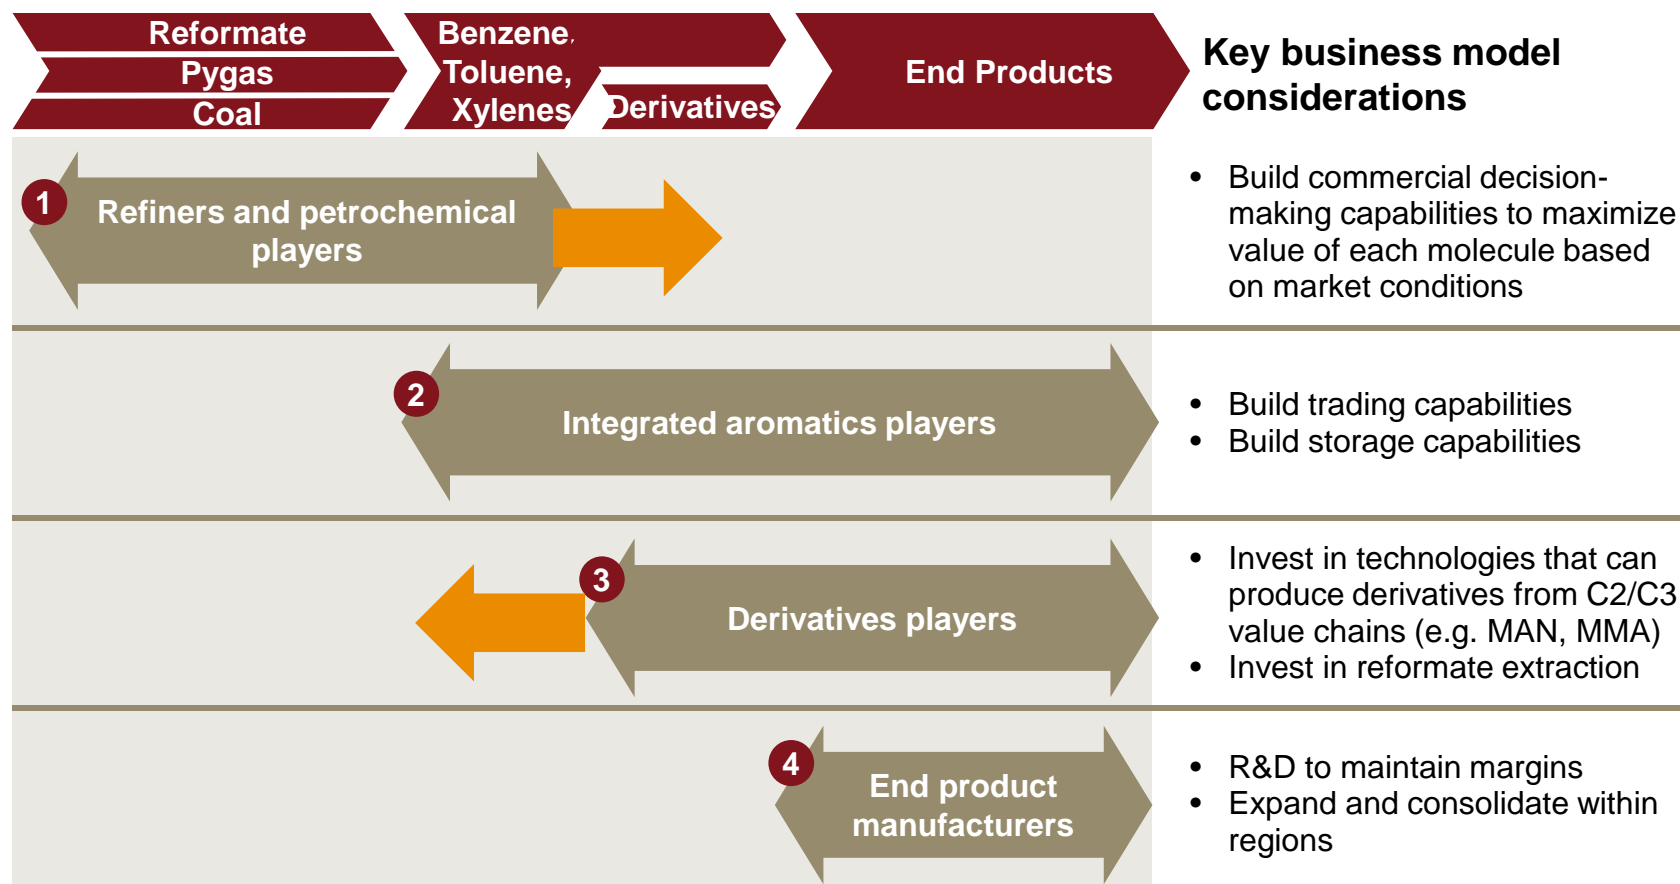 Reformate
Pygas
Coal
Benzene,
Toluene,
Xylenes
Derivatives
End Products
Key business model
considerations
1
Refiners and petrochemical
players
• Build commercial decision-
making capabilities to maximize
value of each molecule based
on market conditions
2
Integrated aromatics players
• Build trading capabilities
• Build storage capabilities
3
Derivatives players
• Invest in technologies that can
produce derivatives from C2/C3
value chains (e.g. MAN, MMA)
• Invest in reformate extraction
4
End product
manufacturers
• R&D to maintain margins
• Expand and consolidate within
regions